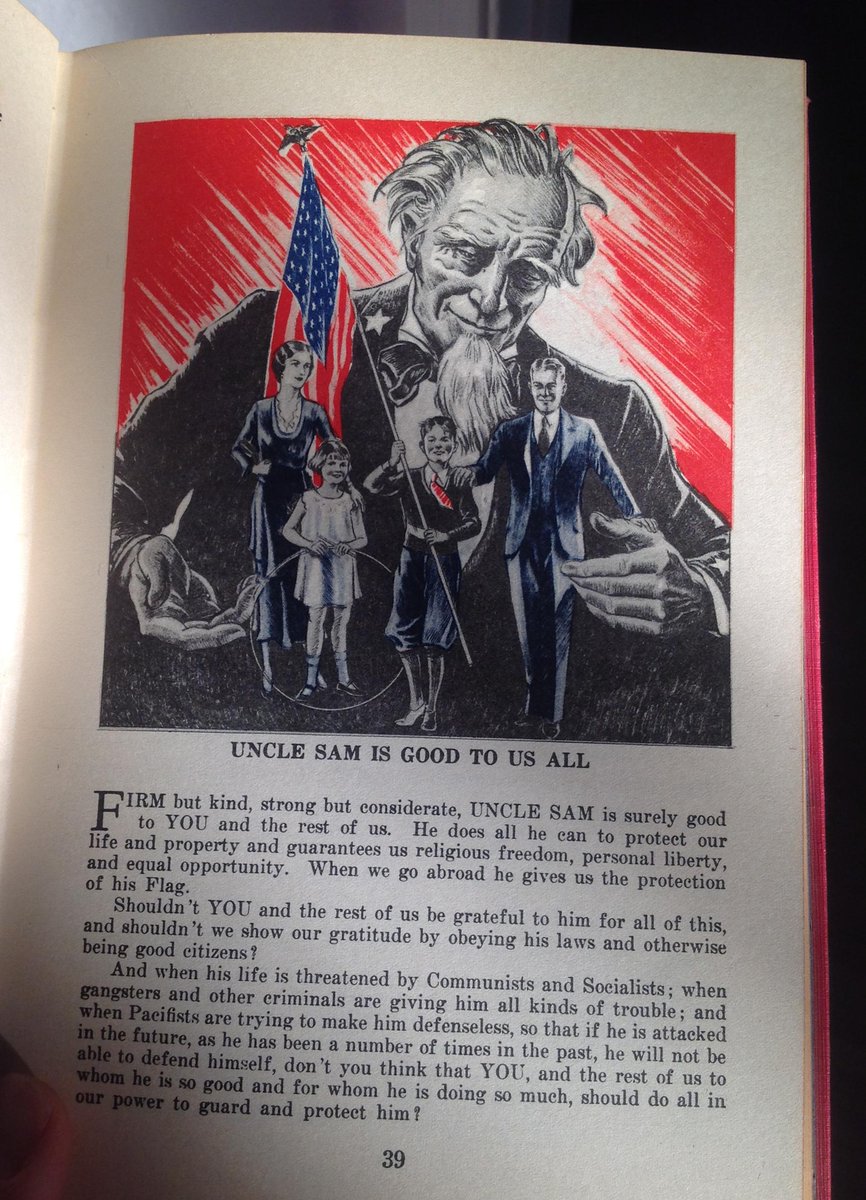 UNCLE SAM IS GOOD TO US ALL
FIRM but kind, strong but considerate, UNCLE SAM is surely good
to YOU and the rest of us. He does all he can to protect our
life and property and guarantees us religious freedom, personal liberty,
and equal opportunity. When we go abroad he gives us the protection
of his Flag.
Shouldn't YOU and the rest of us be grateful to him for all of this,
and shouldn't we show our gratitude by obeying his laws and otherwise
being good citizens?
And when his life is threatened by Communists and Socialists; when
gangsters and other criminals are giving him all kinds of trouble; and
when Pacifists are trying to make him defenseless, so that if he is attacked
in the future, as he has been a number of times in the past, he will not be
able to defend himself, don't you think that YOU, and the rest of us to
whom he is so good and for whom he is doing so much, should do all in
our power to guard and protect him?
39